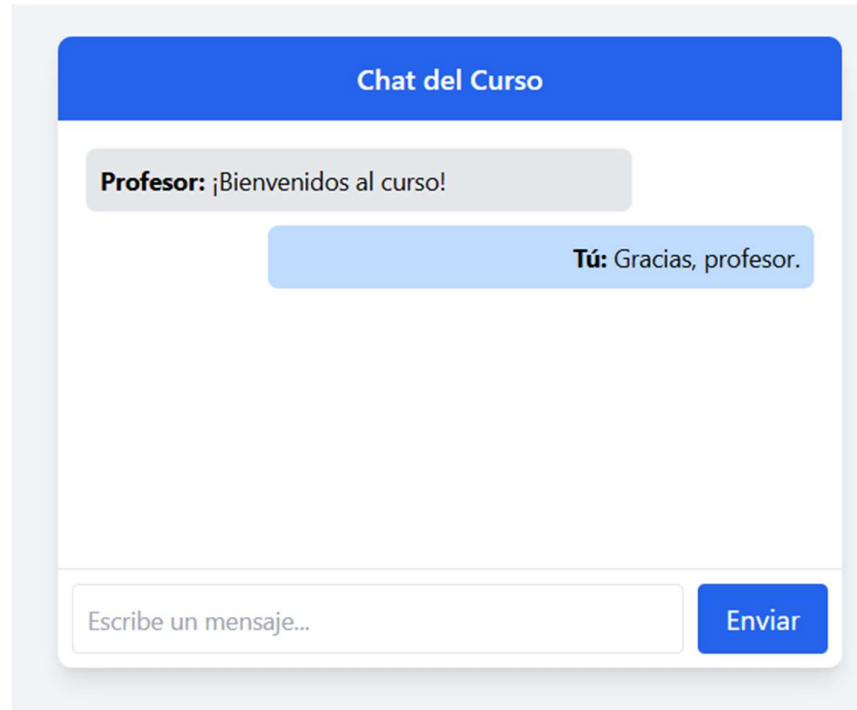 Chat del Curso
Profesor: ¡Bienvenidos al curso!
Tú: Gracias, profesor.
Escribe un mensaje...
Enviar